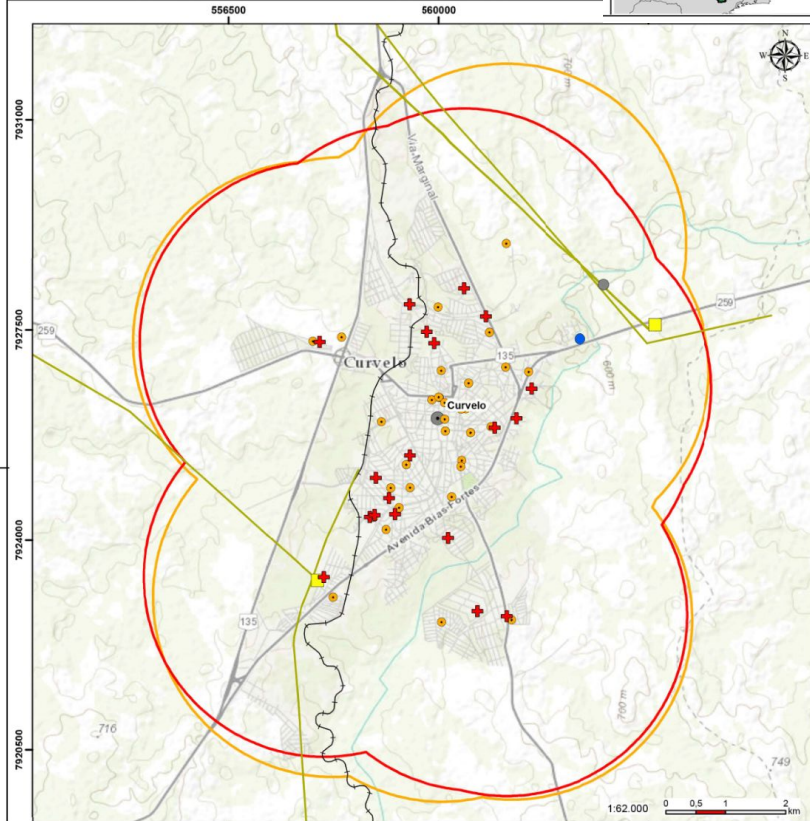 556500 560000
N
W E
S
7931000
700 m
Via Marginal
259
7927500
259
135
Curvelo
600 m
Curvelo
Avenida Bias Fortes
7924000
135
700 m
716
7920500
749
1:62.000
0 0,5 1 2
km